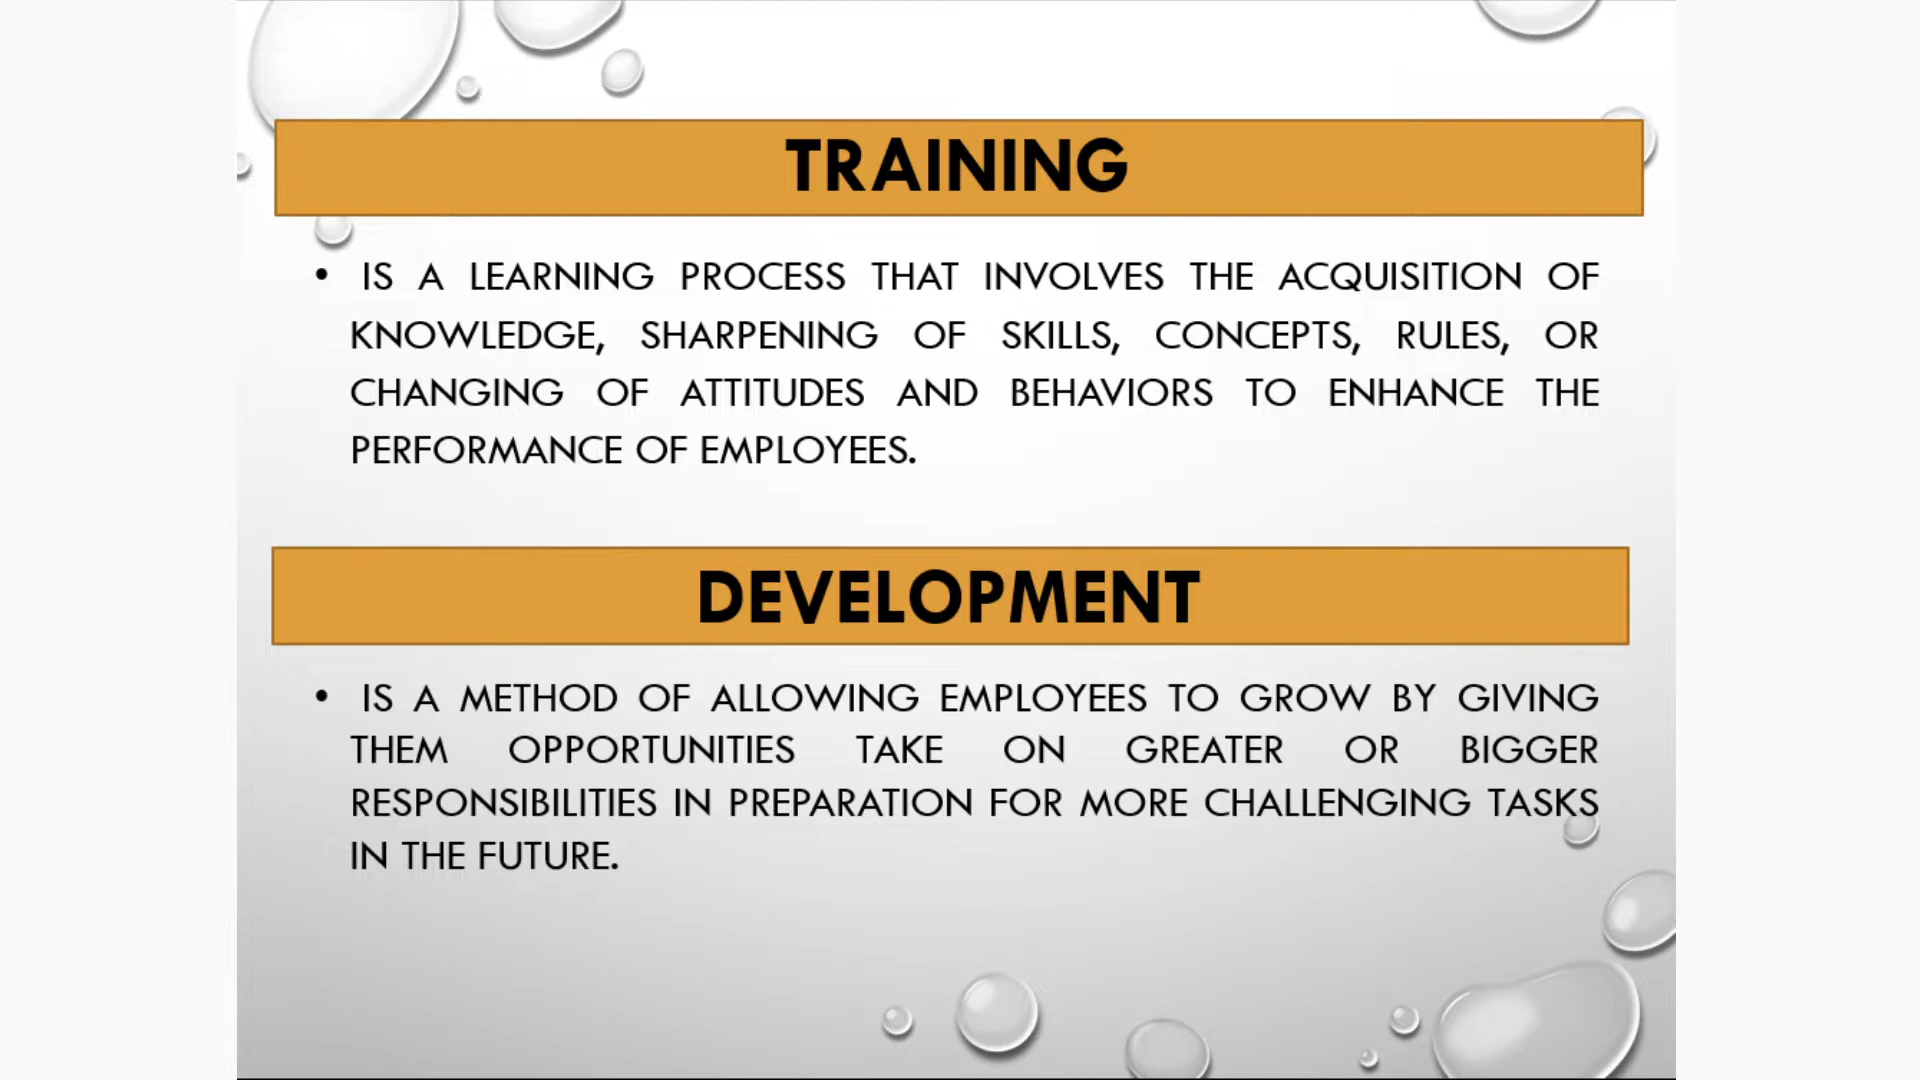 TRAINING
• IS A LEARNING PROCESS THAT INVOLVES THE ACQUISITION OF
KNOWLEDGE, SHARPENING OF SKILLS, CONCEPTS, RULES, OR
CHANGING OF ATTITUDES AND BEHAVIORS TO ENHANCE THE
PERFORMANCE OF EMPLOYEES.
DEVELOPMENT
• IS A METHOD OF ALLOWING EMPLOYEES TO GROW BY GIVING
THEM OPPORTUNITIES TAKE ON GREATER OR BIGGER
RESPONSIBILITIES IN PREPARATION FOR MORE CHALLENGING TASKS
IN THE FUTURE.